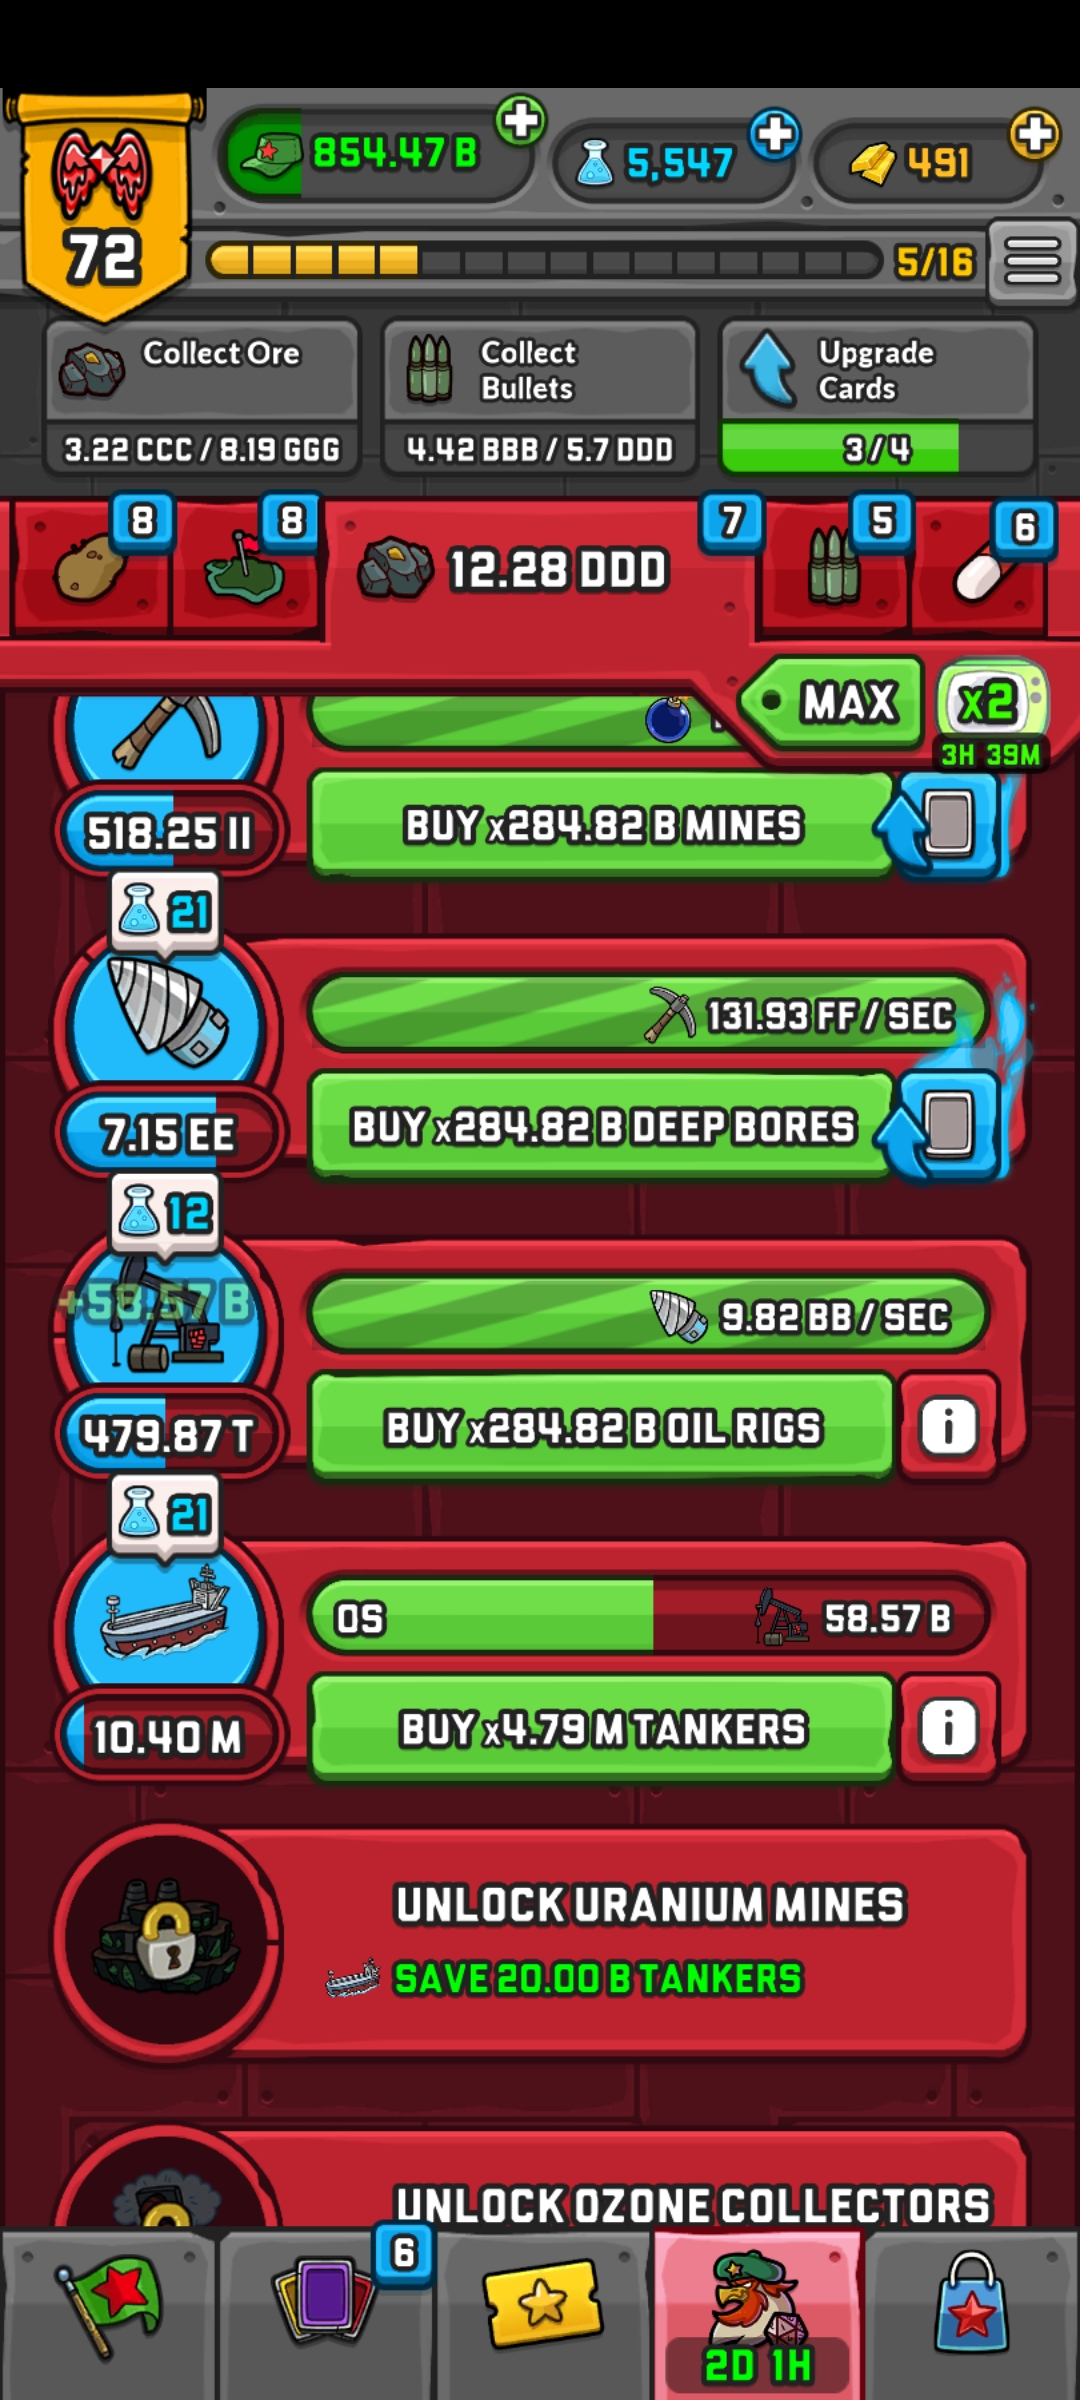 854.47 B
5,547
491
72
5/16
Collect Ore
3.22 CCC / 8.19 GGG
Collect
Bullets
4.42 BBB / 5.7 DDD
Upgrade
Cards
3/4
8
8
12.28 DDD
7
5
6
MAX
x2
3H 39M
518.25 II
BUY x284.82 B MINES
21
131.93 FF / SEC
7.15 EE
BUY x284.82 B DEEP BORES
12
+58.57 B
9.82 BB / SEC
479.87 T
BUY x284.82 B OIL RIGS
i
21
0S
58.57 B
10.40 M
BUY x4.79 M TANKERS
i
UNLOCK URANIUM MINES
SAVE 20.00 B TANKERS
UNLOCK OZONE COLLECTORS
6
2D 1H